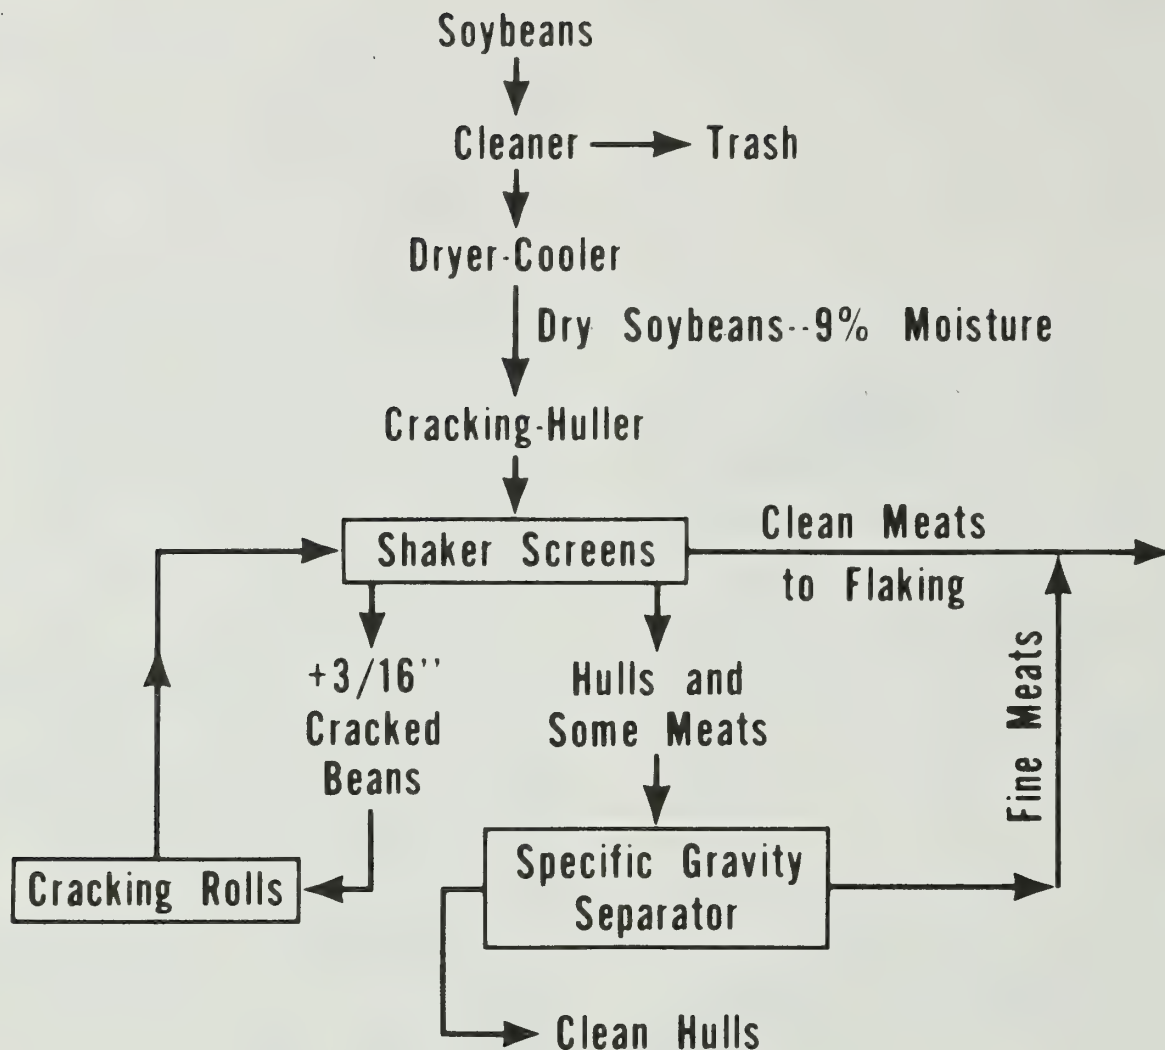 Soybeans
Cleaner
Trash
Dryer-Cooler
Dry Soybeans--9% Moisture
Cracking-Huller
Shaker Screens
Clean Meats
to Flaking
+3/16''
Cracked
Beans
Hulls and
Some Meats
Fine Meats
Cracking Rolls
Specific Gravity
Separator
Clean Hulls